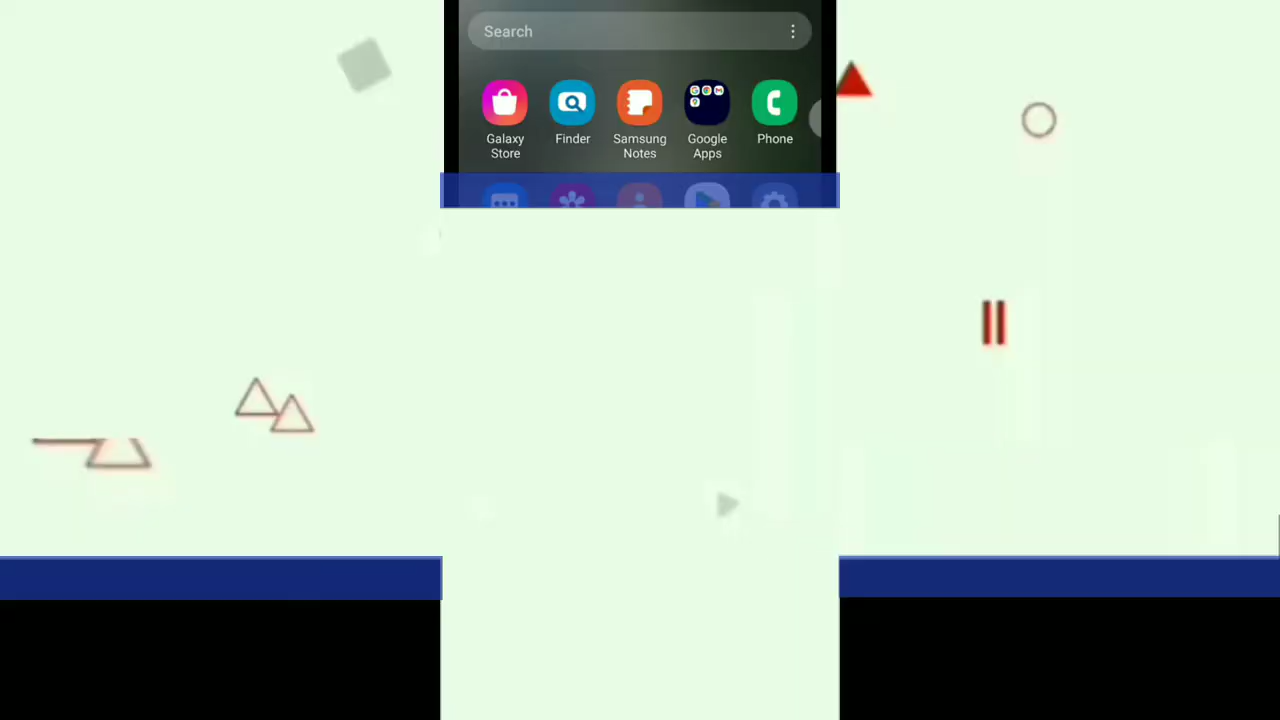 Search
Galaxy Store
Finder
Samsung Notes
Google Apps
Phone